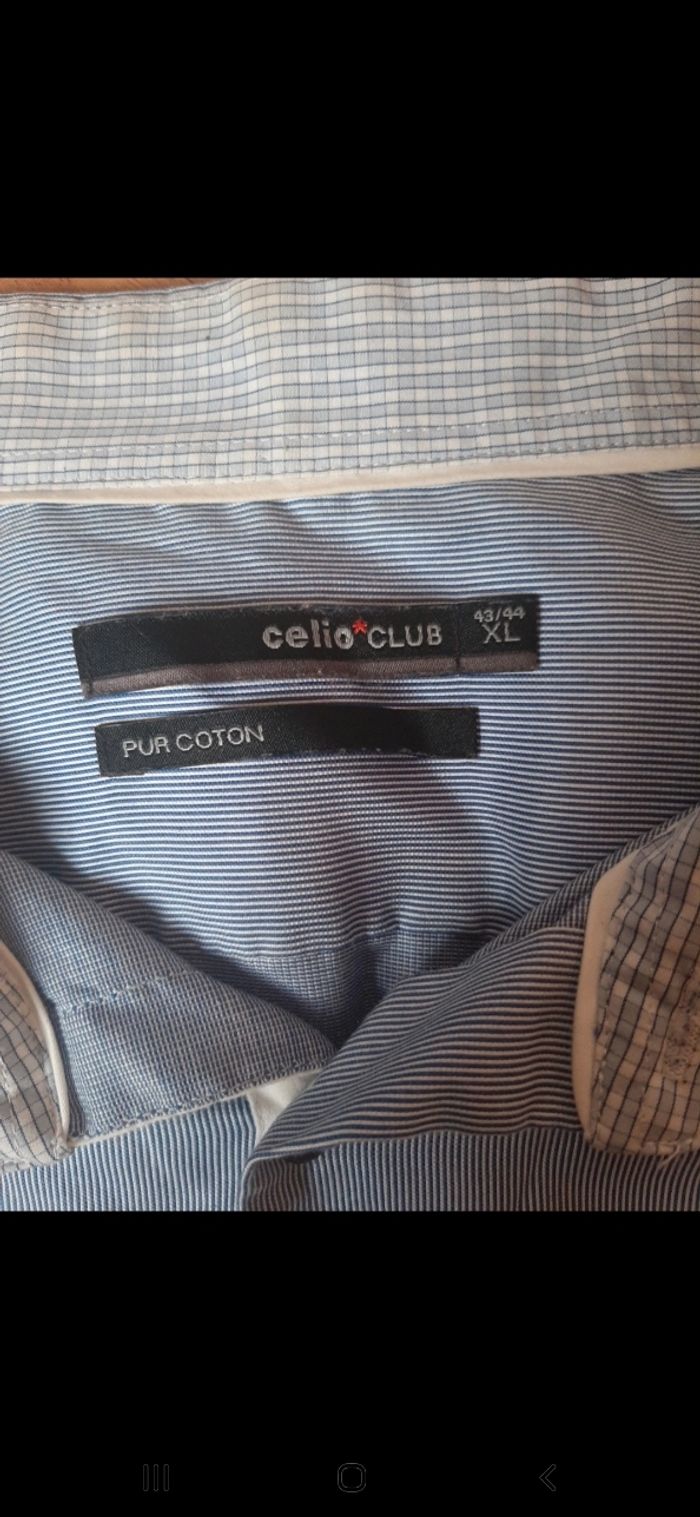 celio*CLUB
43/44
XL
PUR COTON